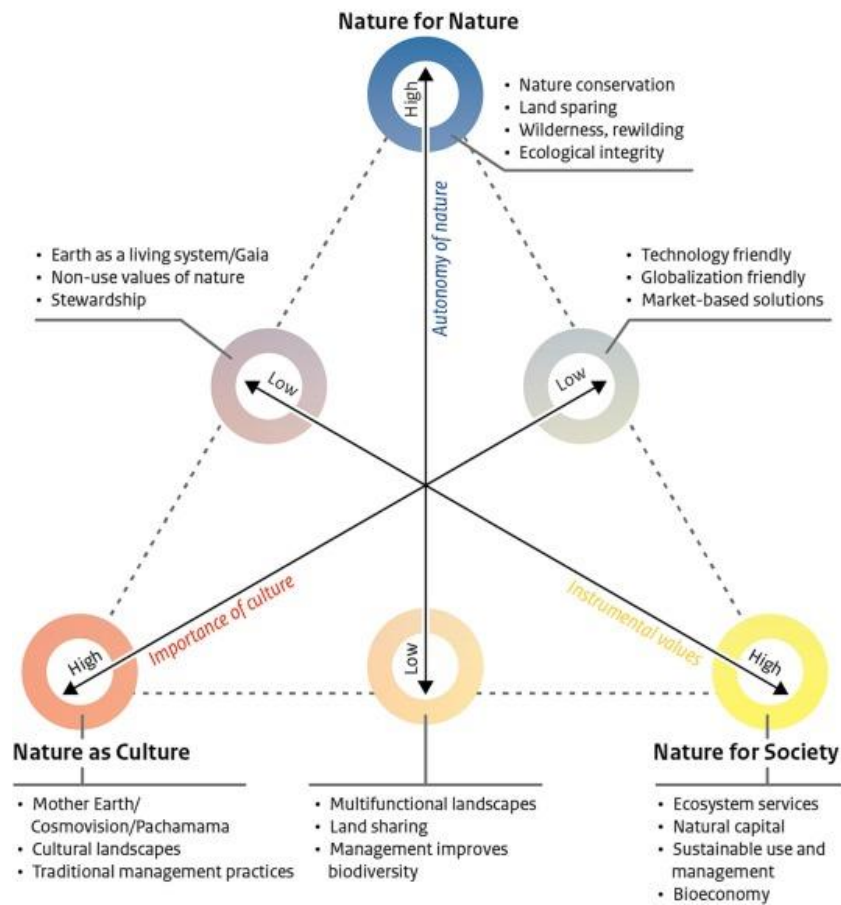 Nature for Nature
High
• Nature conservation
• Land sparing
• Wilderness, rewilding
• Ecological integrity
Autonomy of nature
• Earth as a living system/Gaia
• Non-use values of nature
• Stewardship
• Technology friendly
• Globalization friendly
• Market-based solutions
Low
Low
Importance of culture
Instrumental values
High
Low
High
Nature as Culture
Nature for Society
• Mother Earth/
Cosmovision/Pachamama
• Cultural landscapes
• Traditional management practices
• Multifunctional landscapes
• Land sharing
• Management improves
biodiversity
• Ecosystem services
• Natural capital
• Sustainable use and
management
• Bioeconomy